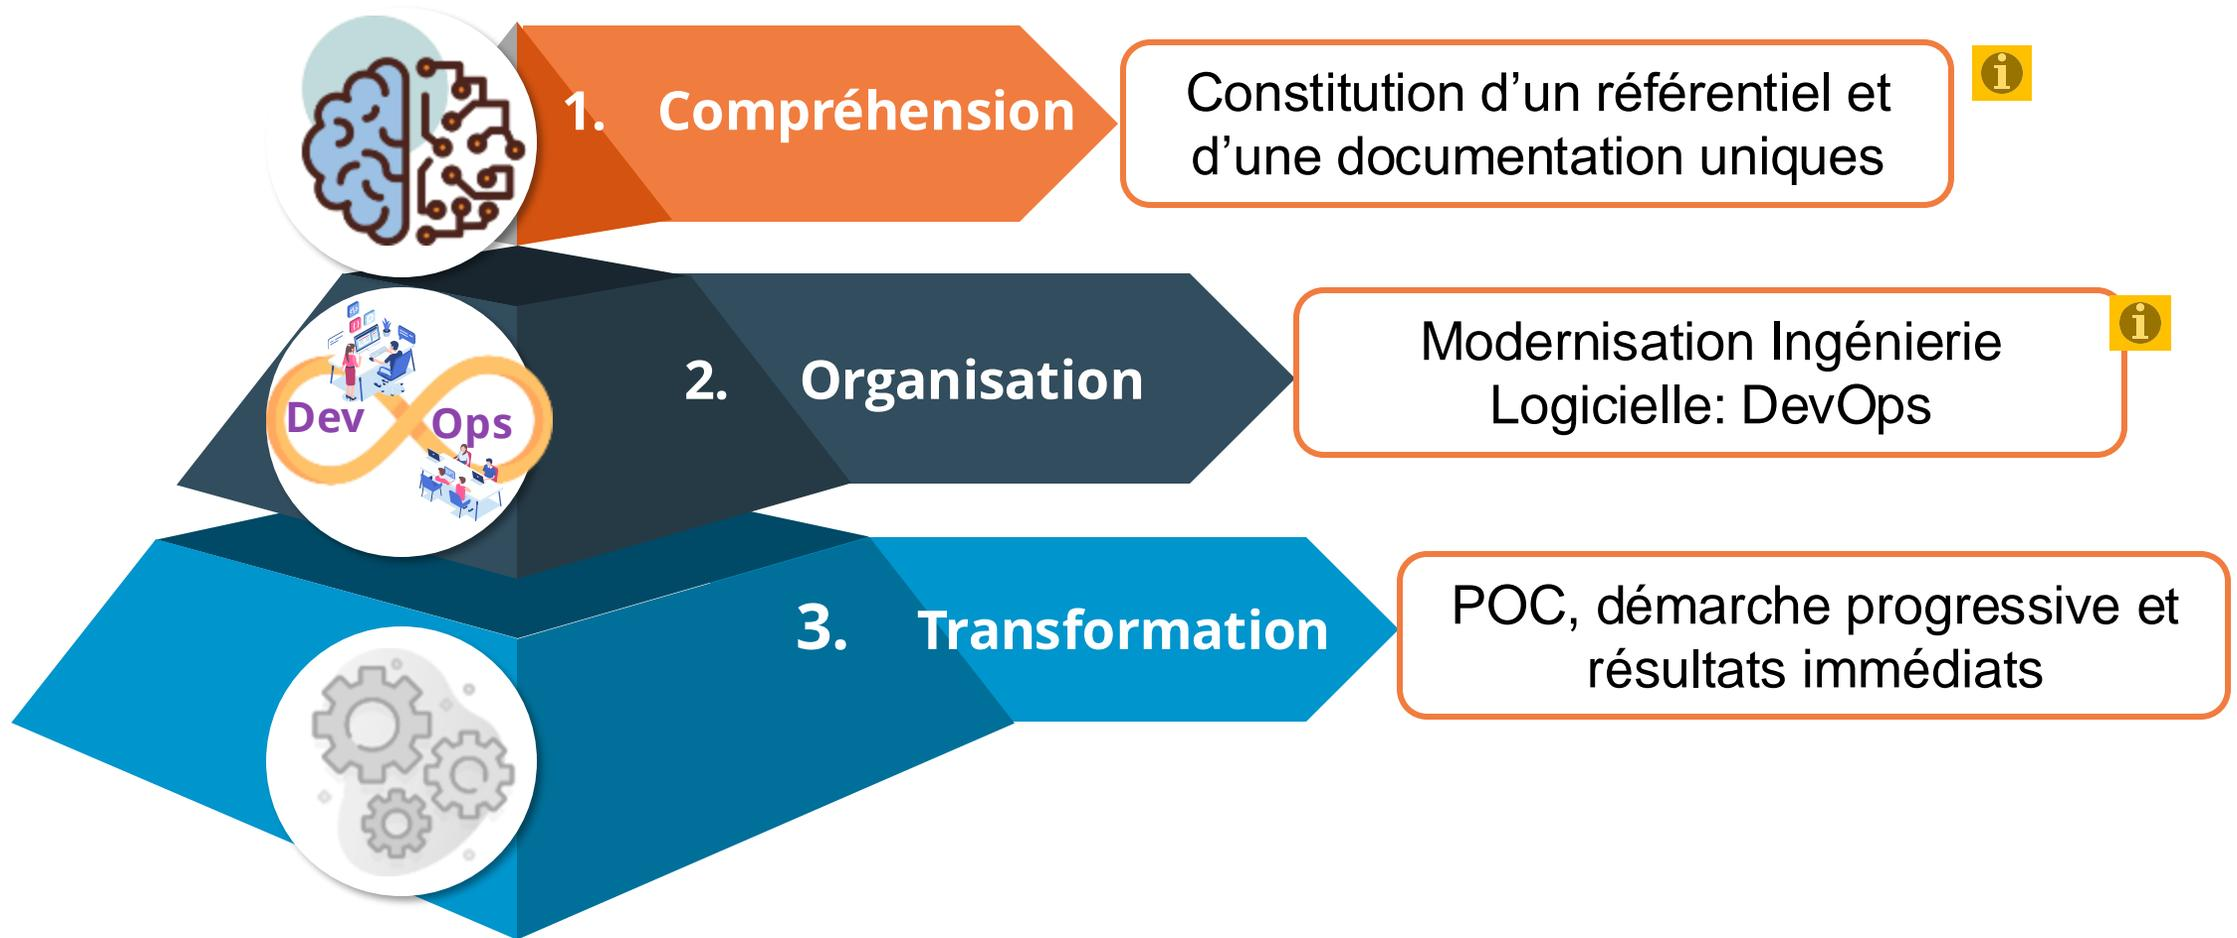 1. Compréhension
Constitution d’un référentiel et
d’une documentation uniques
i
2. Organisation
Modernisation Ingénierie
Logicielle: DevOps
i
Dev Ops
3. Transformation
POC, démarche progressive et
résultats immédiats